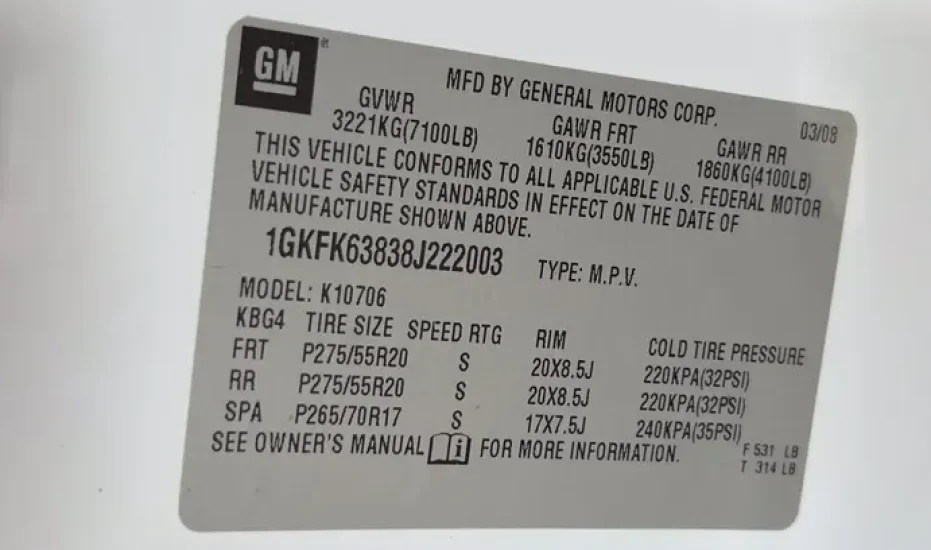 GM®
MFD BY GENERAL MOTORS CORP. 03/08
GVWR GAWR FRT GAWR RR
3221KG(7100LB) 1610KG(3550LB) 1860KG(4100LB)
THIS VEHICLE CONFORMS TO ALL APPLICABLE U.S. FEDERAL MOTOR
VEHICLE SAFETY STANDARDS IN EFFECT ON THE DATE OF
MANUFACTURE SHOWN ABOVE.
1GKFK63838J222003 TYPE: M.P.V.
MODEL: K10706
KBG4 TIRE SIZE SPEED RTG RIM COLD TIRE PRESSURE
FRT P275/55R20 S 20X8.5J 220KPA(32PSI)
RR P275/55R20 S 20X8.5J 220KPA(32PSI)
SPA P265/70R17 S 17X7.5J 240KPA(35PSI)
SEE OWNER'S MANUAL i FOR MORE INFORMATION.
F 531 LB
T 314 LB